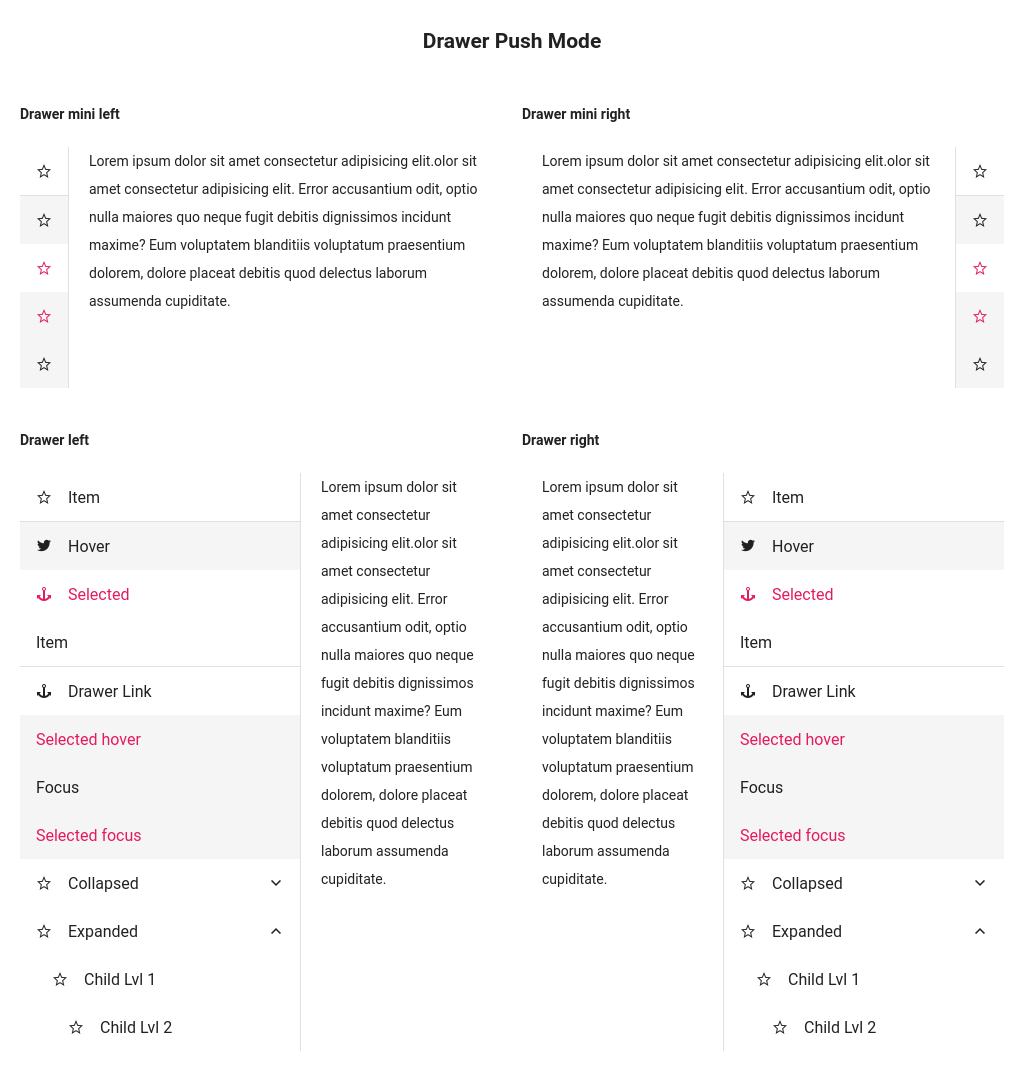 Drawer Push Mode
Drawer mini left
Lorem ipsum dolor sit amet consectetur adipisicing elit.olor sit
amet consectetur adipisicing elit. Error accusantium odit, optio
nulla maiores quo neque fugit debitis dignissimos incidunt
maxime? Eum voluptatem blanditiis voluptatum praesentium
dolorem, dolore placeat debitis quod delectus laborum
assumenda cupiditate.
Drawer mini right
Lorem ipsum dolor sit amet consectetur adipisicing elit.olor sit
amet consectetur adipisicing elit. Error accusantium odit, optio
nulla maiores quo neque fugit debitis dignissimos incidunt
maxime? Eum voluptatem blanditiis voluptatum praesentium
dolorem, dolore placeat debitis quod delectus laborum
assumenda cupiditate.
Drawer left
Item
Hover
Selected
Item
Drawer Link
Selected hover
Focus
Selected focus
Collapsed
Expanded
Child Lvl 1
Child Lvl 2
Lorem ipsum dolor sit
amet consectetur
adipisicing elit.olor sit
amet consectetur
adipisicing elit. Error
accusantium odit, optio
nulla maiores quo neque
fugit debitis dignissimos
incidunt maxime? Eum
voluptatem blanditiis
voluptatum praesentium
dolorem, dolore placeat
debitis quod delectus
laborum assumenda
cupiditate.
Drawer right
Lorem ipsum dolor sit
amet consectetur
adipisicing elit.olor sit
amet consectetur
adipisicing elit. Error
accusantium odit, optio
nulla maiores quo neque
fugit debitis dignissimos
incidunt maxime? Eum
voluptatem blanditiis
voluptatum praesentium
dolorem, dolore placeat
debitis quod delectus
laborum assumenda
cupiditate.
Item
Hover
Selected
Item
Drawer Link
Selected hover
Focus
Selected focus
Collapsed
Expanded
Child Lvl 1
Child Lvl 2